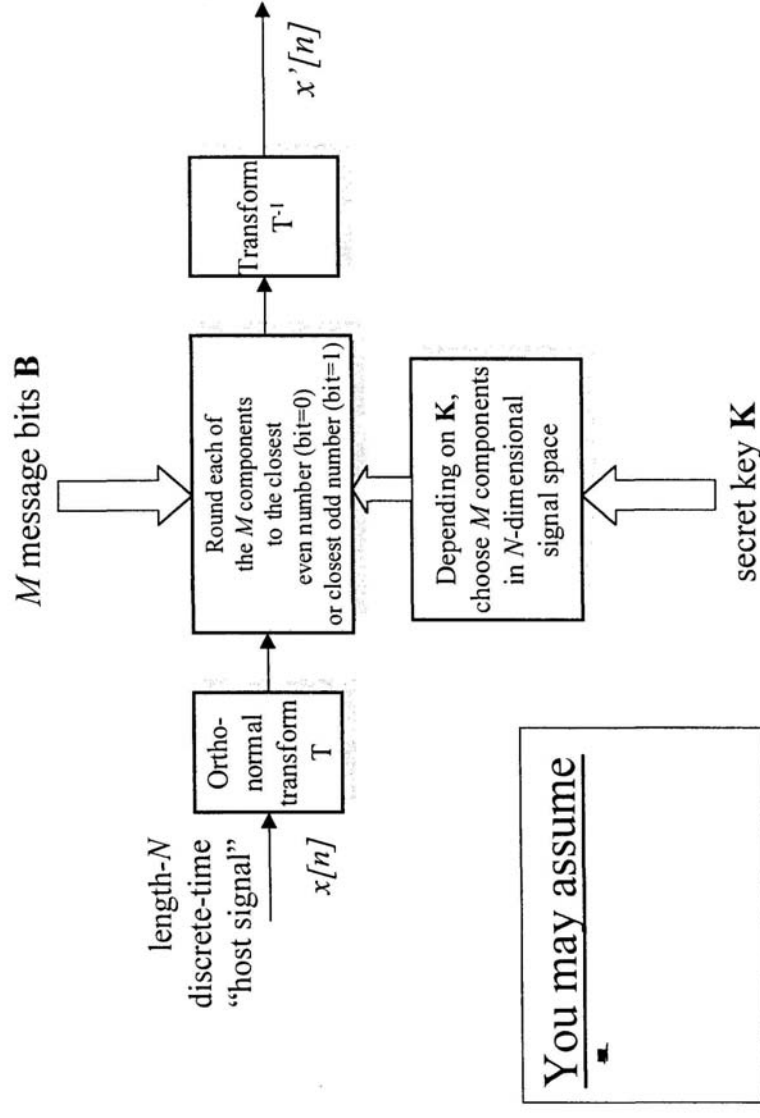 M message bits B
length-N
discrete-time
“host signal”
x[n]
Ortho-
normal
transform
T
Round each of
the M components
to the closest
even number (bit=0)
or closest odd number (bit=1)
Transform
T-1
x’[n]
Depending on K,
choose M components
in N-dimensional
signal space
secret key K
You may assume